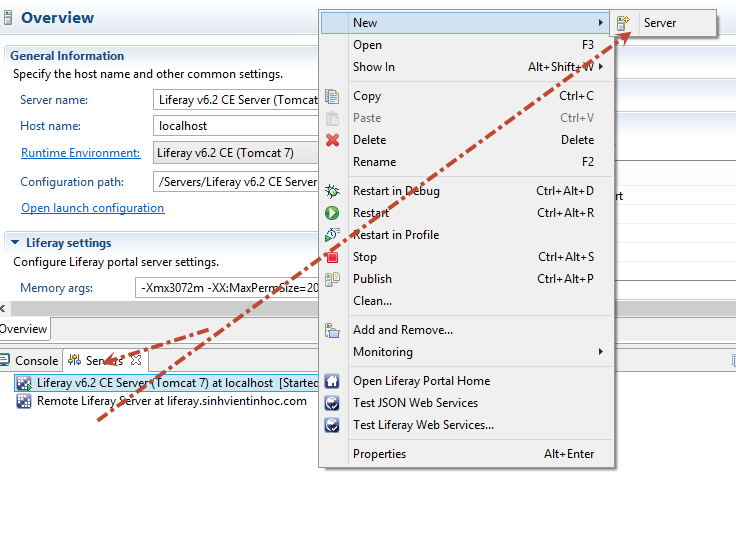 Overview
General Information
Specify the host name and other common settings.
Server name: Liferay v6.2 CE Server (Tomcat
Host name: localhost
Runtime Environment: Liferay v6.2 CE (Tomcat 7)
Configuration path: /Servers/Liferay v6.2 CE Server
Open launch configuration
Liferay settings
Configure Liferay portal server settings.
Memory args: -Xmx3072m -XX:MaxPermSize=20
Overview
Console Servers
Liferay v6.2 CE Server (Tomcat 7) at localhost [Started
Remote Liferay Server at liferay.sinhvientinhoc.com
New
Open F3
Show In Alt+Shift+W
Copy Ctrl+C
Paste Ctrl+V
Delete Delete
Rename F2
Restart in Debug Ctrl+Alt+D
Restart Ctrl+Alt+R
Restart in Profile
Stop Ctrl+Alt+S
Publish Ctrl+Alt+P
Clean...
Add and Remove...
Monitoring
Open Liferay Portal Home
Test JSON Web Services
Test Liferay Web Services...
Properties Alt+Enter
Server